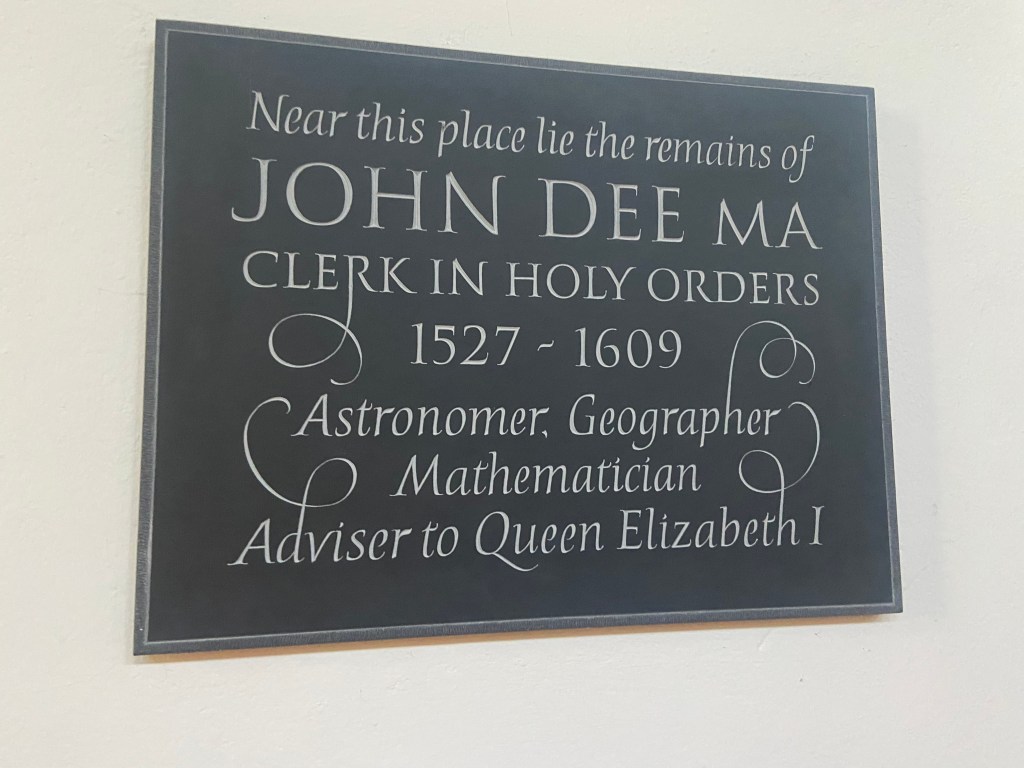 Near this place lie the remains of
JOHN DEE MA
CLERK IN HOLY ORDERS
1527 ~ 1609
Astronomer, Geographer
Mathematician
Adviser to Queen Elizabeth I